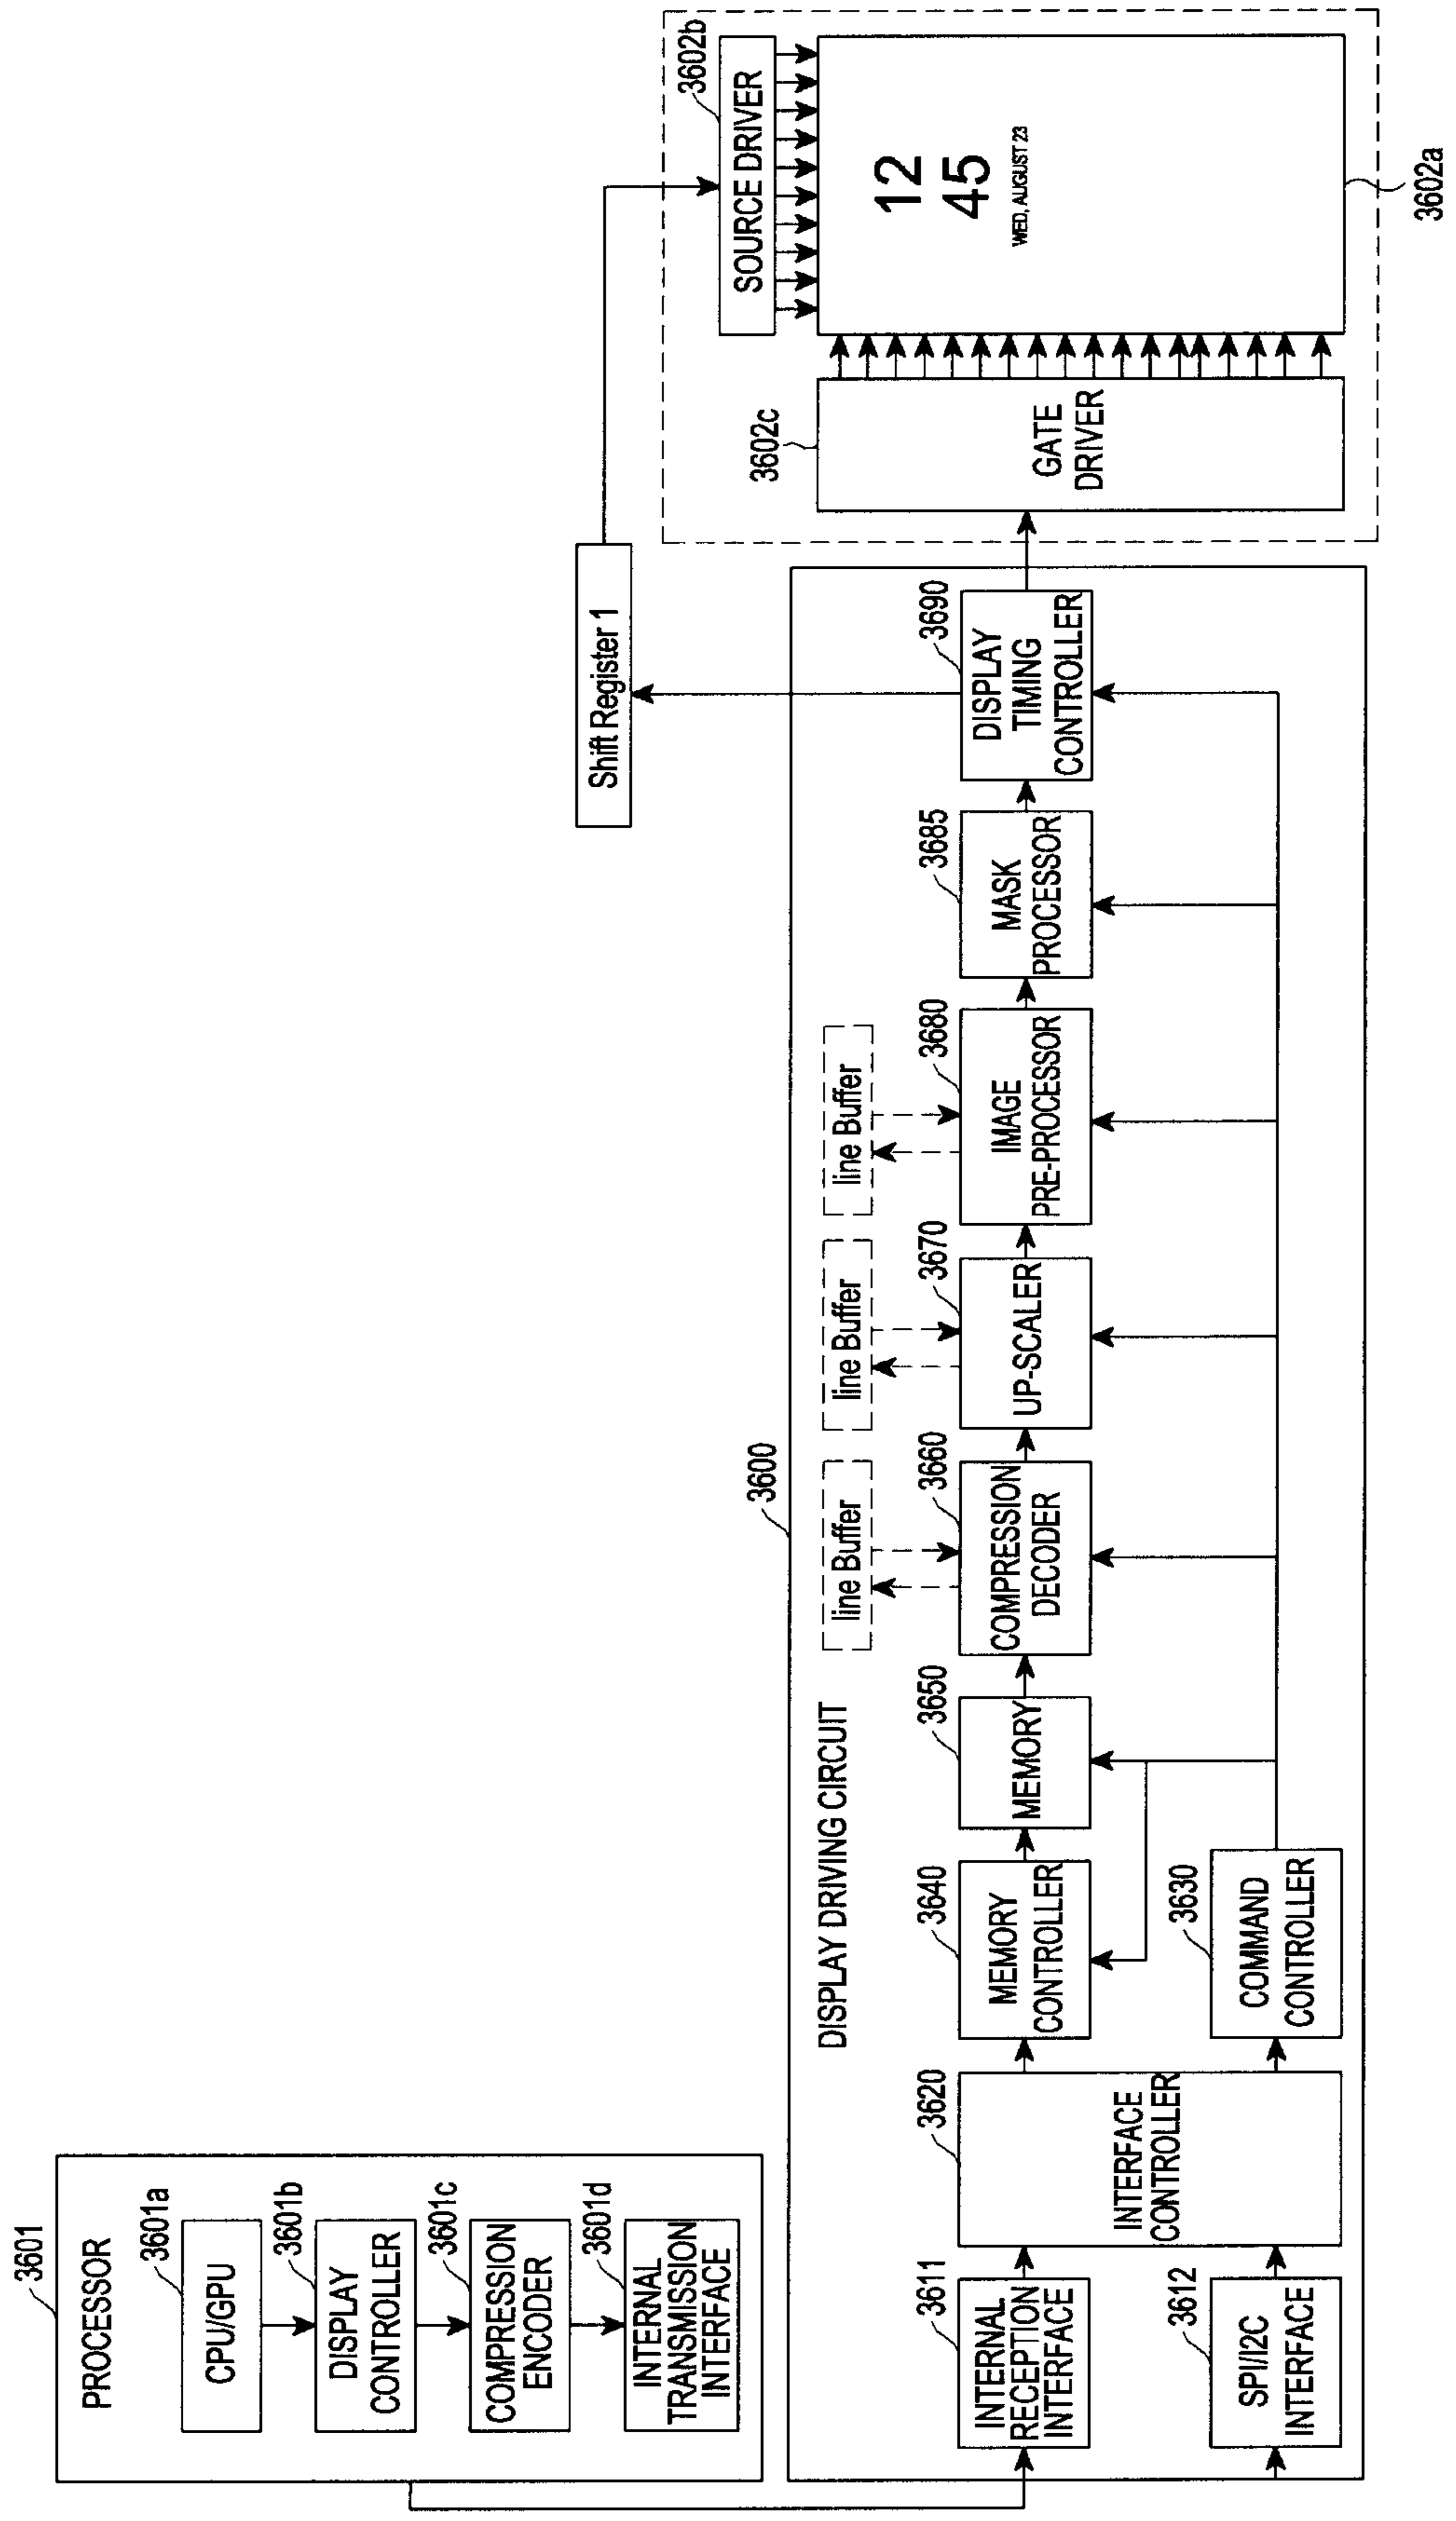 3601
PROCESSOR
3601a
CPU/GPU
3601b
DISPLAY
CONTROLLER
3601c
COMPRESSION
ENCODER
3601d
INTERNAL
TRANSMISSION
INTERFACE
3600
DISPLAY DRIVING CIRCUIT
3611
INTERNAL
RECEPTION
INTERFACE
3612
SPI/I2C
INTERFACE
3620
INTERFACE
CONTROLLER
3630
COMMAND
CONTROLLER
3640
MEMORY
CONTROLLER
3650
MEMORY
line Buffer
3660
COMPRESSION
DECODER
line Buffer
3670
UP-SCALER
line Buffer
3680
IMAGE
PRE-PROCESSOR
3685
MASK
PROCESSOR
3690
DISPLAY
TIMING
CONTROLLER
Shift Register 1
3602c
GATE
DRIVER
3602b
SOURCE DRIVER
12
45
WED, AUGUST 23
3602a